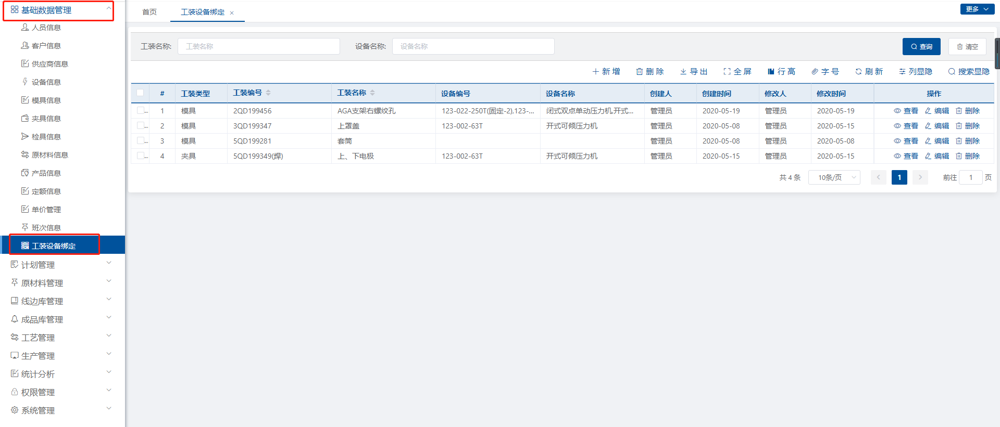 基础数据管理
人员信息
客户信息
供应商信息
设备信息
模具信息
夹具信息
检具信息
原材料信息
产品信息
定额信息
单价管理
班次信息
工装设备绑定
计划管理
原材料管理
线边库管理
成品库管理
工艺管理
生产管理
统计分析
权限管理
系统管理
首页 工装设备绑定 更多
工装名称: 工装名称 设备名称: 设备名称 查询 清空
新 增 删 除 导 出 全 屏 行 高 字 号 刷 新 列显隐 搜索显隐
# 工装类型 工装编号 工装名称 设备编号 设备名称 创建人 创建时间 修改人 修改时间 操作
.. 1 模具 2QD199456 AGA支架右螺纹孔 123-022-250T(固定-2),123-... 闭式双点单动压力机,开式... 管理员 2020-05-19 管理员 2020-05-19 查看 编辑 删除
.. 2 模具 3QD199347 上罩盖 123-002-63T 开式可倾压力机 管理员 2020-05-08 管理员 2020-05-15 查看 编辑 删除
.. 3 模具 5QD199281 套筒 管理员 2020-05-08 管理员 2020-05-08 查看 编辑 删除
.. 4 夹具 5QD199349(焊) 上、下电极 123-002-63T 开式可倾压力机 管理员 2020-05-15 管理员 2020-05-15 查看 编辑 删除
共 4 条 10条/页 1 前往 1 页